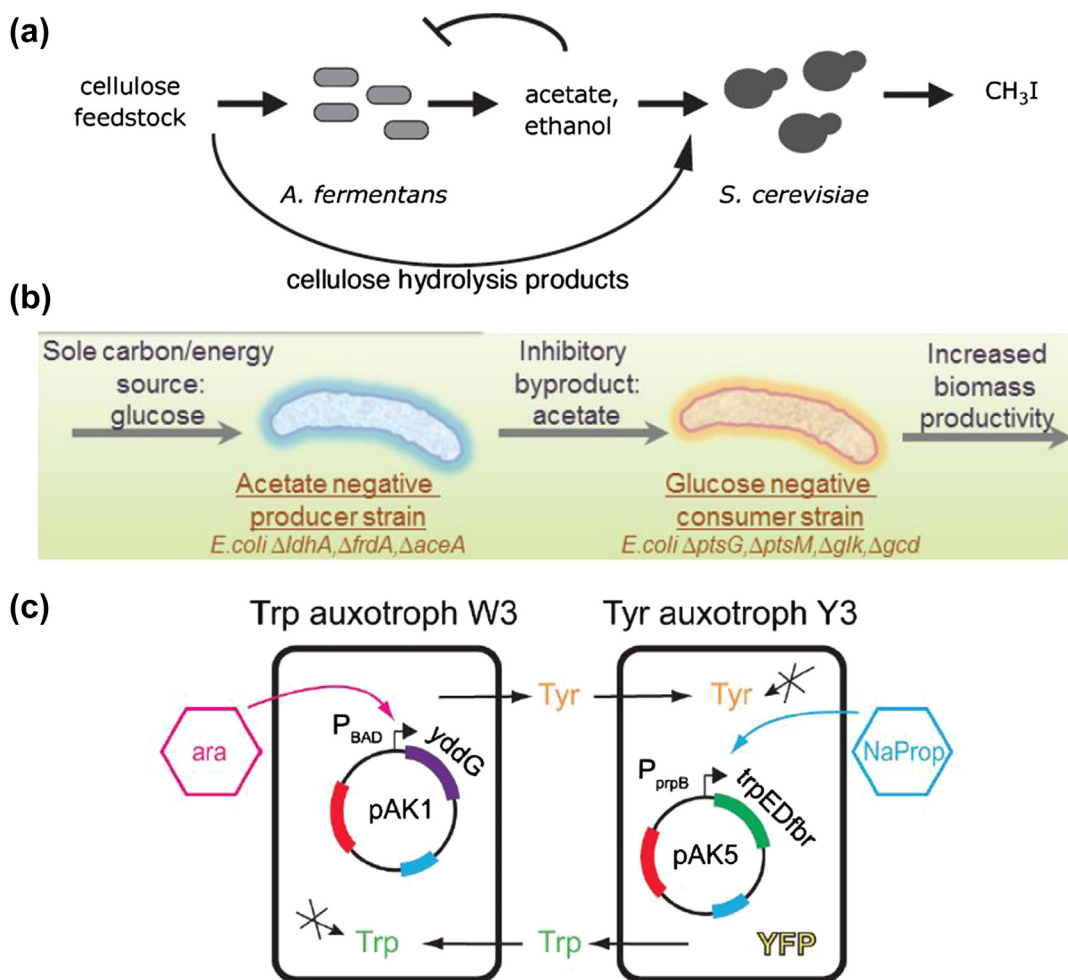 (a)
cellulose
feedstock
acetate,
ethanol
CH₃I
A. fermentans
S. cerevisiae
cellulose hydrolysis products
(b)
Sole carbon/energy
source:
glucose
Inhibitory
byproduct:
acetate
Increased
biomass
productivity
Acetate negative
producer strain
E.coli ΔldhA,ΔfrdA,ΔaceA
Glucose negative
consumer strain
E.coli ΔptsG,ΔptsM,Δglk,Δgcd
(c)
Trp auxotroph W3
Tyr auxotroph Y3
ara
P_BAD
yddG
pAK1
Tyr
Tyr
NaProp
P_prpB
trpEDfbr
pAK5
Trp
Trp
YFP